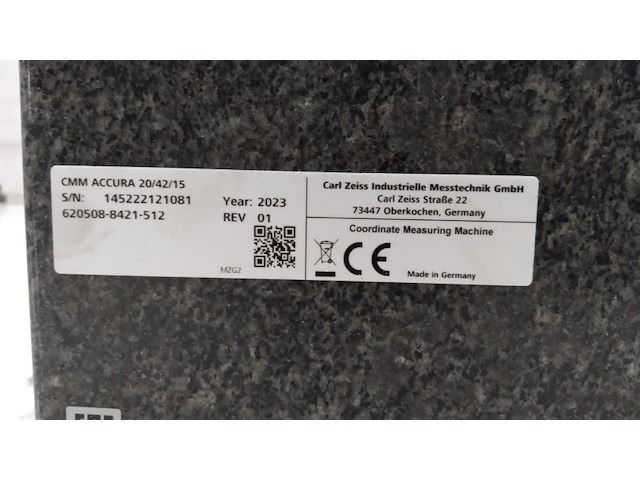 CMM ACCURA 20/42/15
S/N: 145222121081 Year: 2023
620508-8421-512 REV 01
MZG2
Carl Zeiss Industrielle Messtechnik GmbH
Carl Zeiss Straße 22
73447 Oberkochen, Germany
Coordinate Measuring Machine
CE
Made in Germany